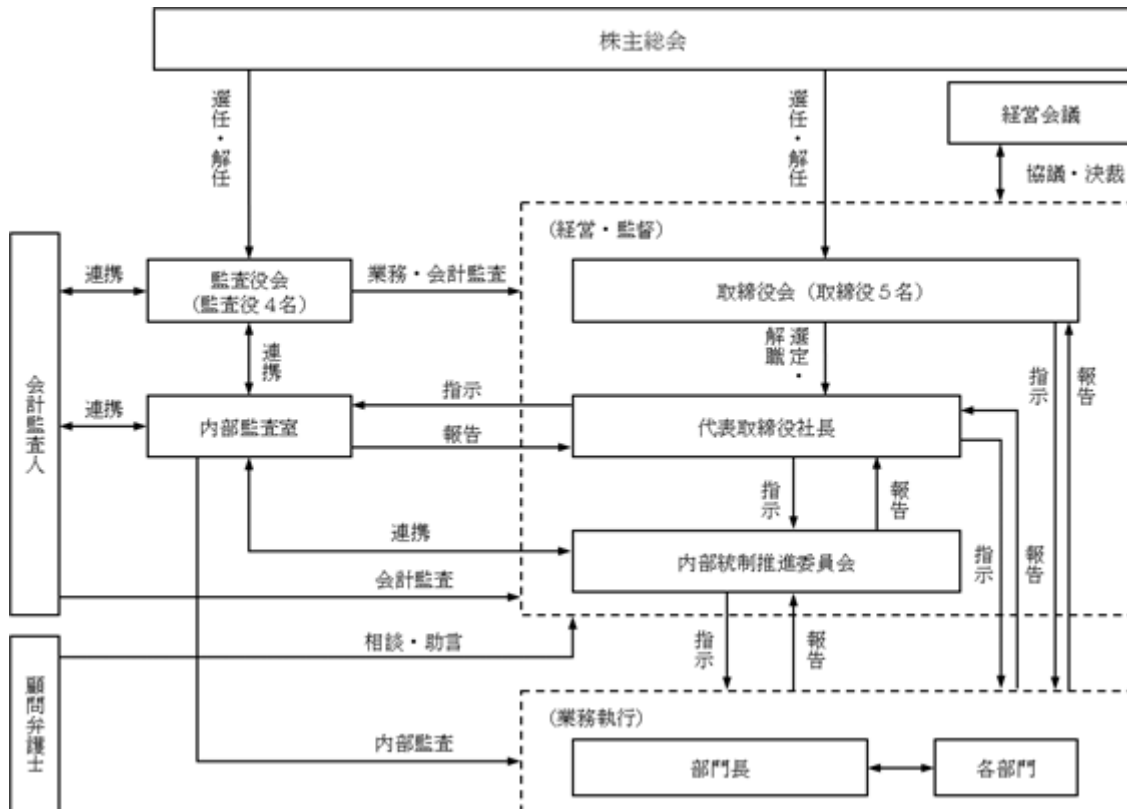 株主総会
選任・解任
選任・解任
経営会議
協議・決裁
(経営・監督)
会計監査人
連携
監査役会
(監査役4名)
業務・会計監査
取締役会(取締役5名)
連携
選定・
解職
指示
報告
連携
内部監査室
指示
報告
代表取締役社長
指示
報告
連携
内部統制推進委員会
指示
報告
会計監査
相談・助言
指示
報告
顧問弁護士
(業務執行)
内部監査
部門長
各部門